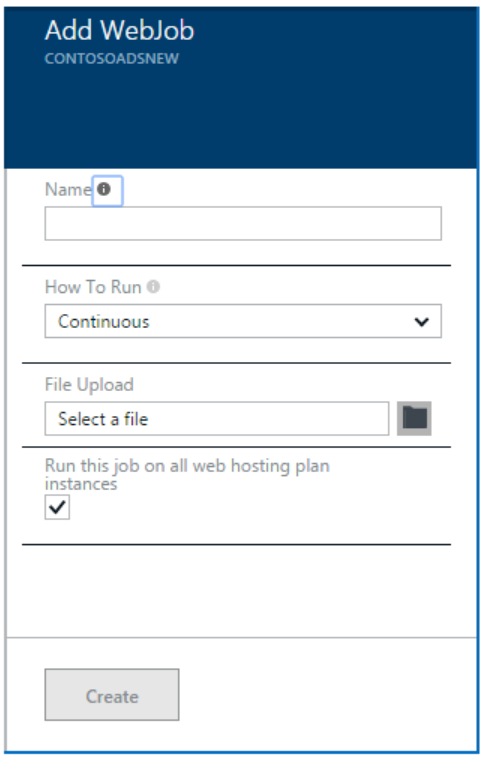 Add WebJob
CONTOSOADSNEW
Name
How To Run
Continuous
File Upload
Select a file
Run this job on all web hosting plan
instances
Create